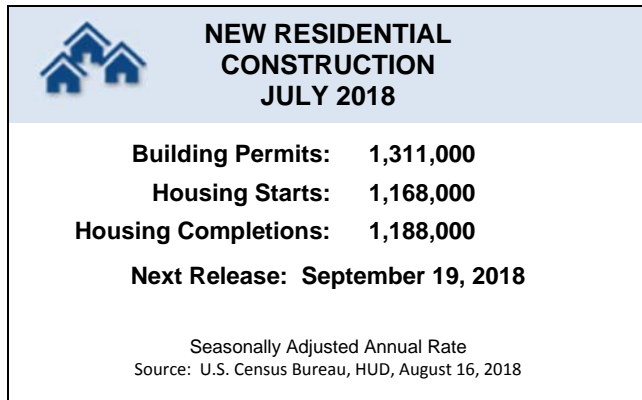 NEW RESIDENTIAL
CONSTRUCTION
JULY 2018
Building Permits: 1,311,000
Housing Starts: 1,168,000
Housing Completions: 1,188,000
Next Release: September 19, 2018
Seasonally Adjusted Annual Rate
Source: U.S. Census Bureau, HUD, August 16, 2018